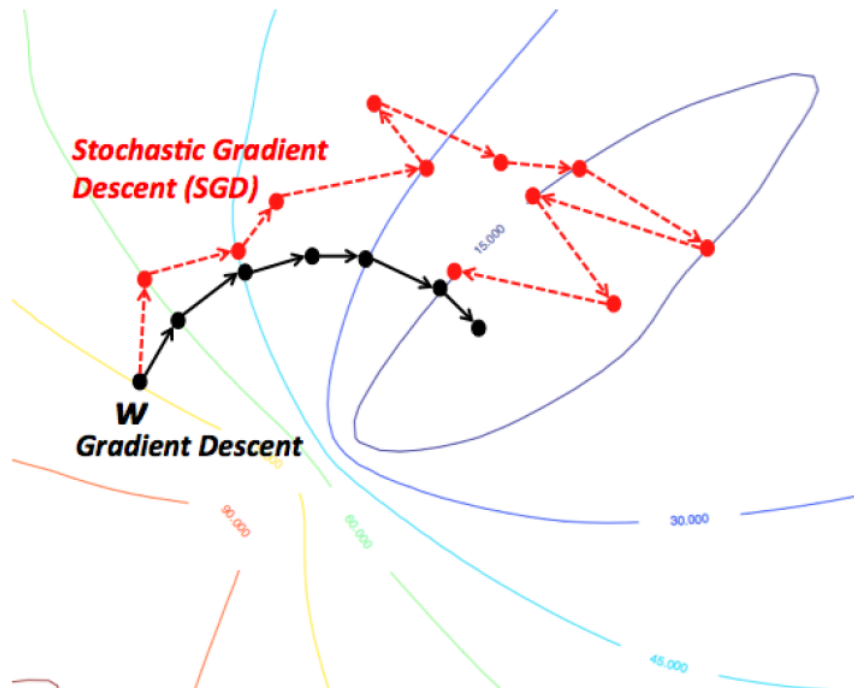 Stochastic Gradient
Descent (SGD)
15.000
W
Gradient Descent
90.000
60.000
30.000
45.000